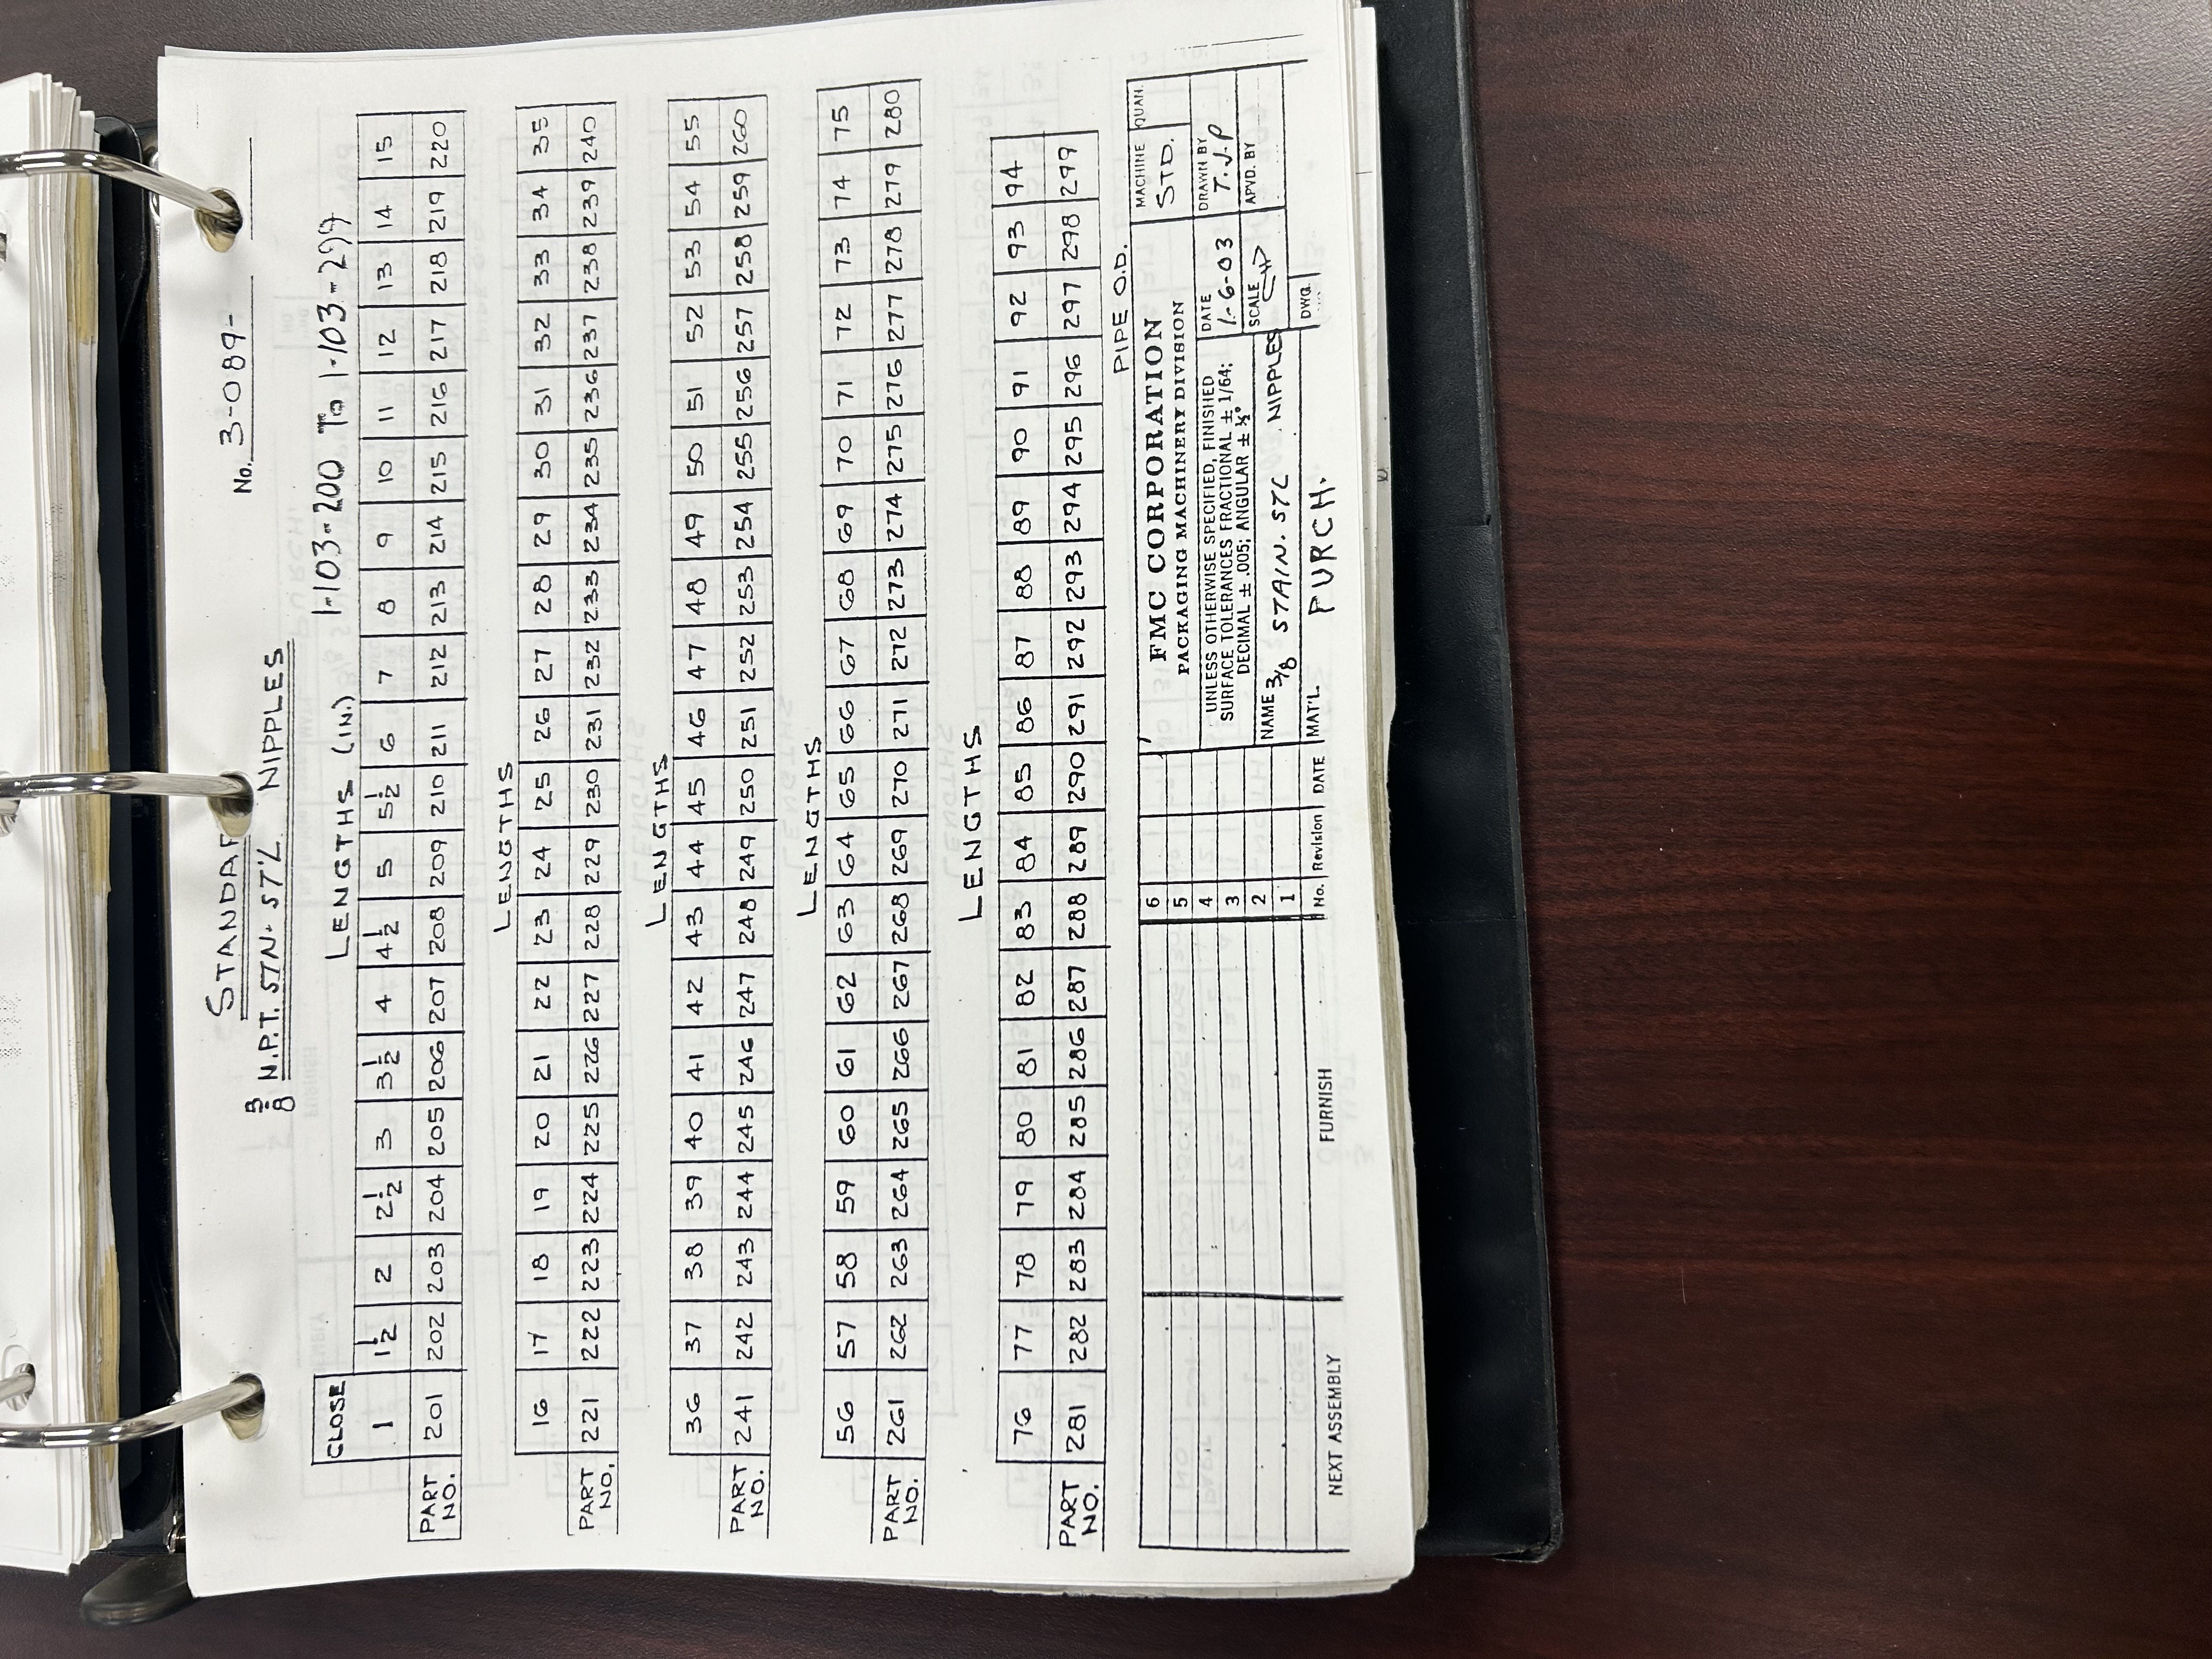 STANDAR
No. 3-089-
3/8 N.P.T. STN. ST'L NIPPLES
CLOSE LENGTHS (IN.) 1-103-200 To 1-103-299
1 1 1/2 2 2 1/2 3 3 1/2 4 4 1/2 5 5 1/2 6 7 8 9 10 11 12 13 14 15
PART NO. 201 202 203 204 205 206 207 208 209 210 211 212 213 214 215 216 217 218 219 220
LENGTHS
16 17 18 19 20 21 22 23 24 25 26 27 28 29 30 31 32 33 34 35
PART NO. 221 222 223 224 225 226 227 228 229 230 231 232 233 234 235 236 237 238 239 240
LENGTHS
36 37 38 39 40 41 42 43 44 45 46 47 48 49 50 51 52 53 54 55
PART NO. 241 242 243 244 245 246 247 248 249 250 251 252 253 254 255 256 257 258 259 260
LENGTHS
56 57 58 59 60 61 62 63 64 65 66 67 68 69 70 71 72 73 74 75
PART NO. 261 262 263 264 265 266 267 268 269 270 271 272 273 274 275 276 277 278 279 280
LENGTHS
76 77 78 79 80 81 82 83 84 85 86 87 88 89 90 91 92 93 94
PART NO. 281 282 283 284 285 286 287 288 289 290 291 292 293 294 295 296 297 298 299
PIPE O.D.
6
5
4
3
2
1
No. Revision DATE
NEXT ASSEMBLY FURNISH
FMC CORPORATION
PACKAGING MACHINERY DIVISION
MACHINE STD.
QUAN.
UNLESS OTHERWISE SPECIFIED, FINISHED
SURFACE TOLERANCES FRACTIONAL ± 1/64;
DECIMAL ± .005; ANGULAR ± ½°
DATE 1-6-03
DRAWN BY T.J.P
SCALE
APVD. BY
NAME 3/8 STAIN. STL NIPPLES
MAT'L. PURCH.
DWG.